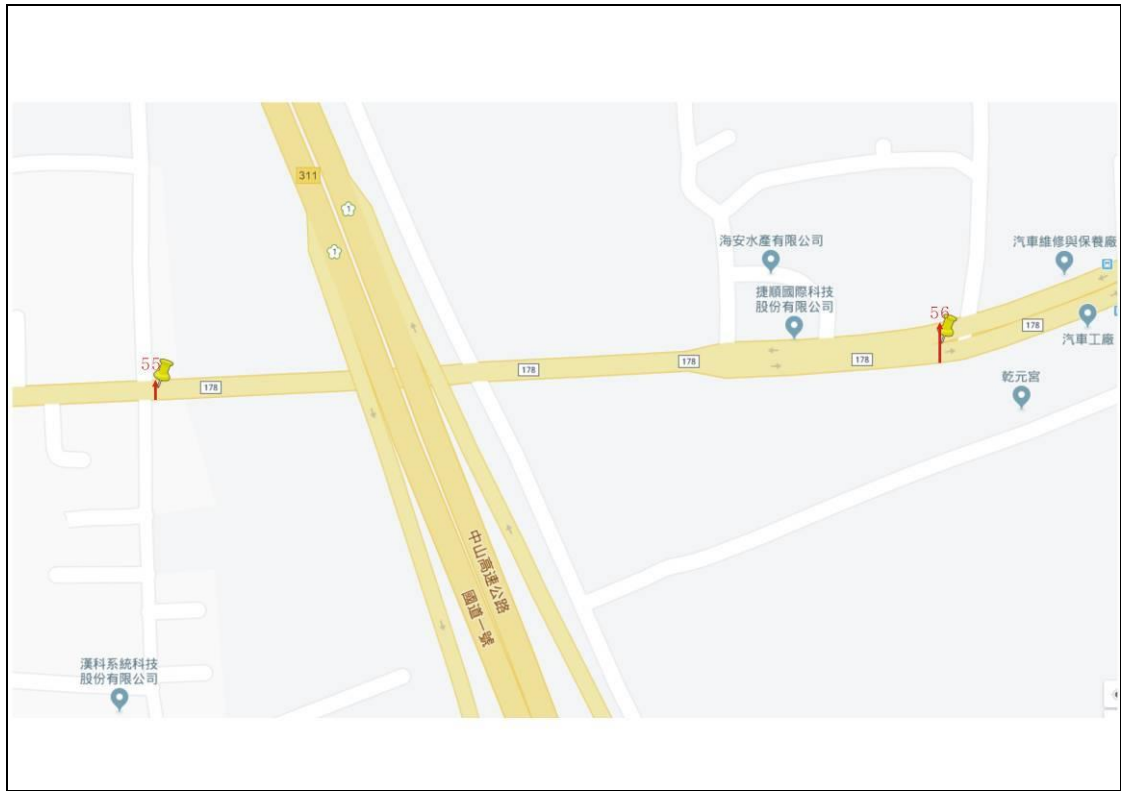 311
1
1
海安水產有限公司
汽車維修與保養廠
捷順國際科技
股份有限公司
56
178
汽車工廠
55
178
178
178
178
乾元宮
中山高速公路
國道一號
漢科系統科技
股份有限公司